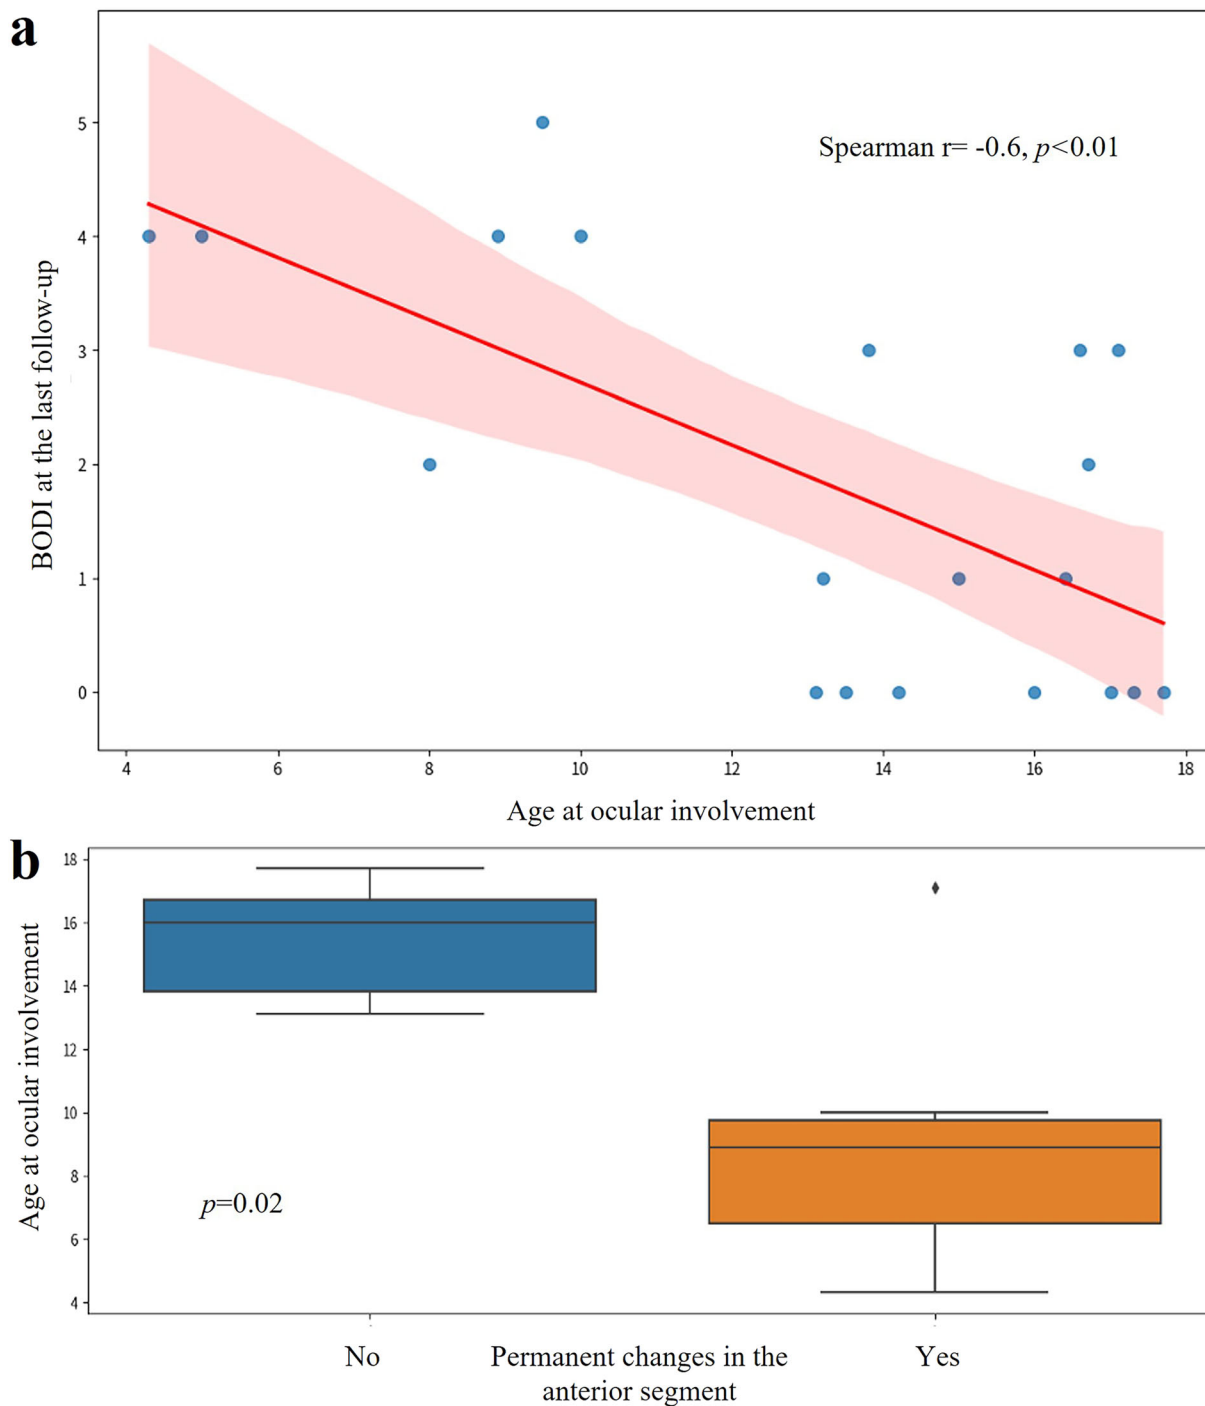 a
5
4
3
2
1
0
BODI at the last follow-up
Spearman r= -0.6, p<0.01
4 6 8 10 12 14 16 18
Age at ocular involvement
b
18
16
14
12
10
8
6
4
Age at ocular involvement
p=0.02
No Permanent changes in the Yes
anterior segment